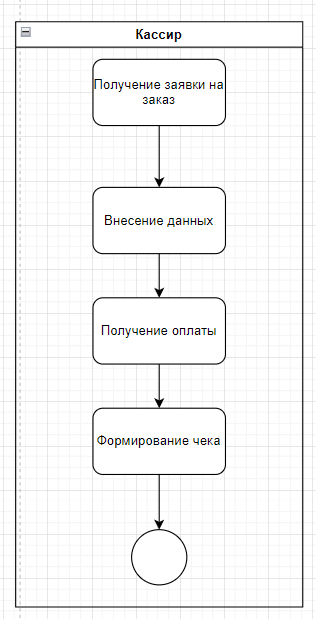 Кассир
Получение заявки на
заказ
Внесение данных
Получение оплаты
Формирование чека